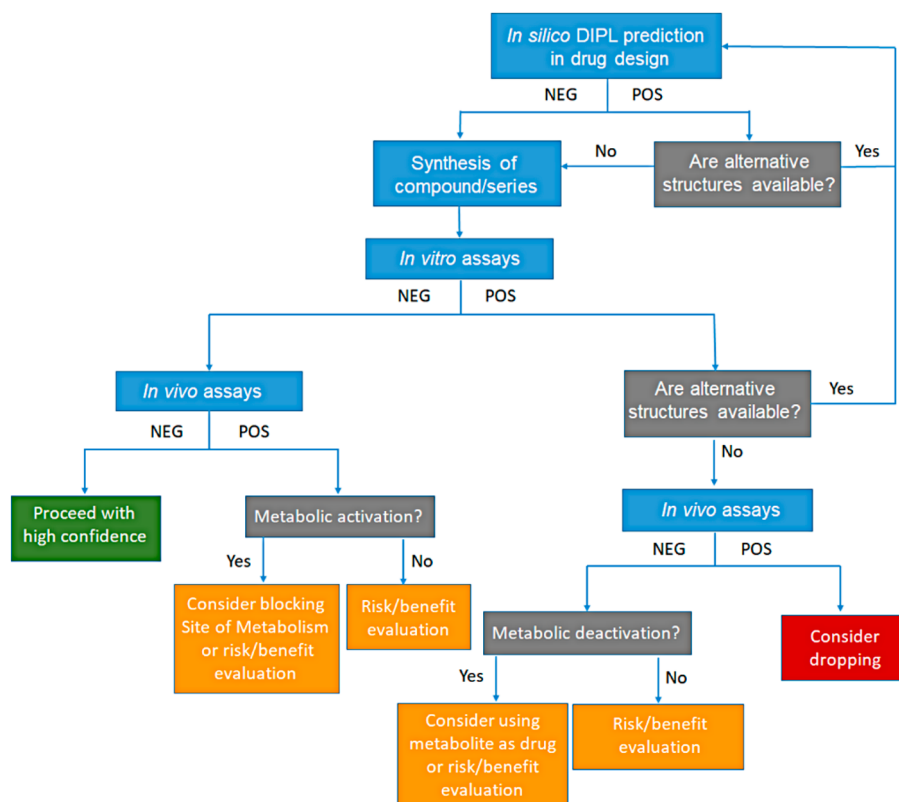 In silico DIPL prediction
in drug design
NEG POS
Synthesis of
compound/series
No
Are alternative
structures available?
Yes
In vitro assays
NEG POS
In vivo assays
NEG POS
Are alternative
structures available?
Yes
No
Proceed with
high confidence
Metabolic activation?
Yes
No
In vivo assays
NEG POS
Consider blocking
Site of Metabolism
or risk/benefit
evaluation
Risk/benefit
evaluation
Metabolic deactivation?
Yes
No
Consider
dropping
Consider using
metabolite as drug
or risk/benefit
evaluation
Risk/benefit
evaluation